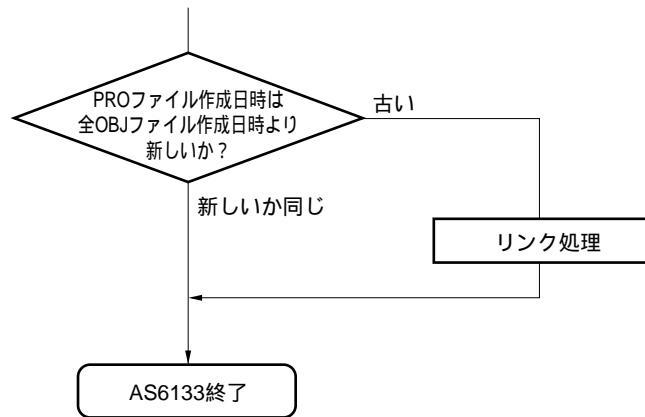 PROファイル作成日時は
全OBJファイル作成日時より
新しいか？
古い
新しいか同じ
リンク処理
AS6133終了